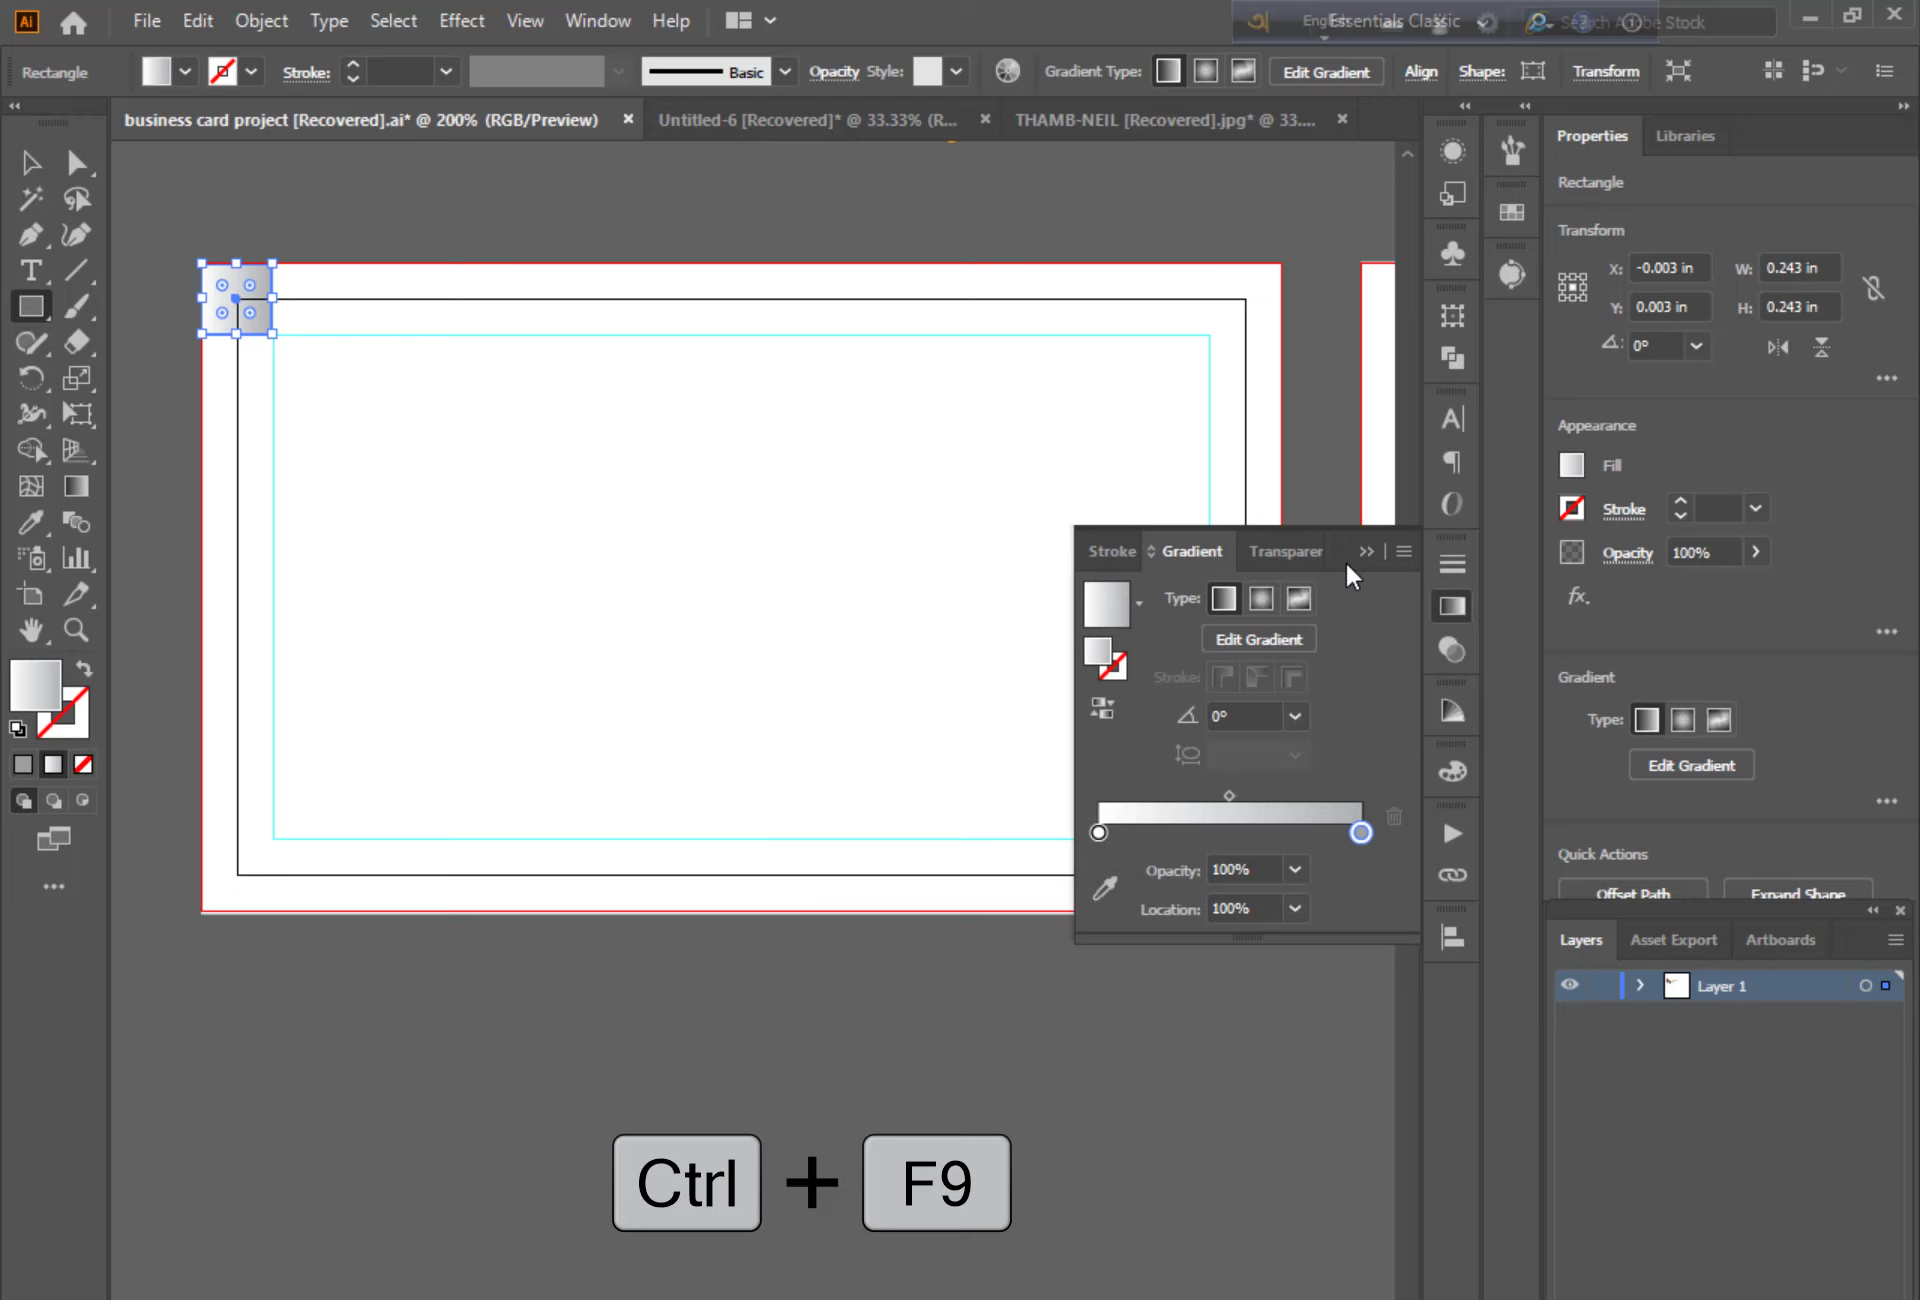 Ai File Edit Object Type Select Effect View Window Help
Essentials Classic
Rectangle Stroke: Basic Opacity Style: Gradient Type: Edit Gradient Align Shape: Transform
business card project [Recovered].ai* @ 200% (RGB/Preview) × Untitled-6 [Recovered]* @ 33.33% (R... × THAMB-NEIL [Recovered].jpg* @ 33.... ×
Properties Libraries
Rectangle
Transform
X: -0.003 in W: 0.243 in
Y: 0.003 in H: 0.243 in
0°
Appearance
Fill
Stroke
Opacity 100%
fx.
Gradient
Type:
Edit Gradient
Quick Actions
Offset Path Expand Shape
Layers Asset Export Artboards
Layer 1
Stroke Gradient Transparer
Type:
Edit Gradient
Stroke:
0°
Opacity: 100%
Location: 100%
Ctrl + F9